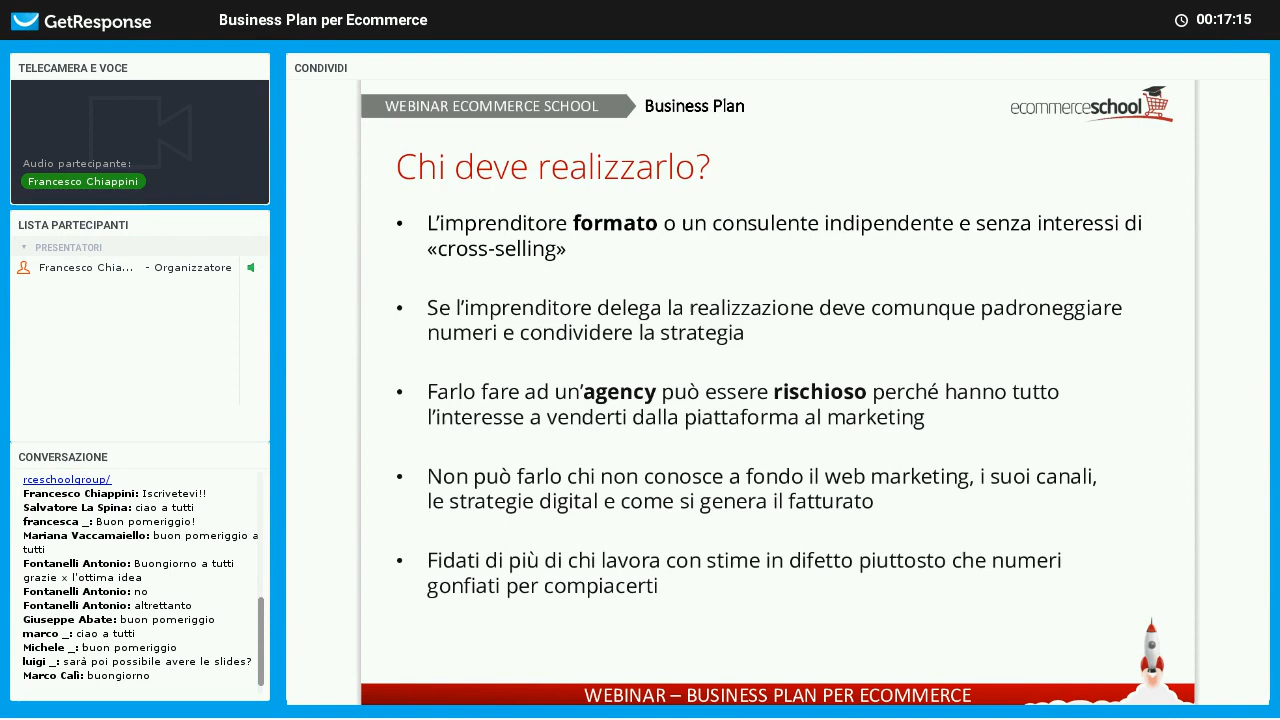 GetResponse
Business Plan per Ecommerce
00:17:15
TELECAMERA E VOCE
Audio partecipante:
Francesco Chiappini
LISTA PARTECIPANTI
PRESENTATORI
Francesco Chia... - Organizzatore
CONVERSAZIONE
rceschoolgroup/
Francesco Chiappini: Iscrivetevi!!
Salvatore La Spina: ciao a tutti
francesca _: Buon pomeriggio!
Mariana Vaccamaiello: buon pomeriggio a
tutti
Fontanelli Antonio: Buongiorno a tutti
grazie x l'ottima idea
Fontanelli Antonio: no
Fontanelli Antonio: altrettanto
Giuseppe Abate: buon pomeriggio
marco _: ciao a tutti
Michele _: buon pomeriggio
luigi _: sarà poi possibile avere le slides?
Marco Calì: buongiorno
CONDIVIDI
WEBINAR ECOMMERCE SCHOOL
Business Plan
ecommerceschool
Chi deve realizzarlo?
• L’imprenditore formato o un consulente indipendente e senza interessi di
«cross-selling»
• Se l’imprenditore delega la realizzazione deve comunque padroneggiare
numeri e condividere la strategia
• Farlo fare ad un’agency può essere rischioso perché hanno tutto
l’interesse a venderti dalla piattaforma al marketing
• Non può farlo chi non conosce a fondo il web marketing, i suoi canali,
le strategie digital e come si genera il fatturato
• Fidati di più di chi lavora con stime in difetto piuttosto che numeri
gonfiati per compiacerti
WEBINAR – BUSINESS PLAN PER ECOMMERCE